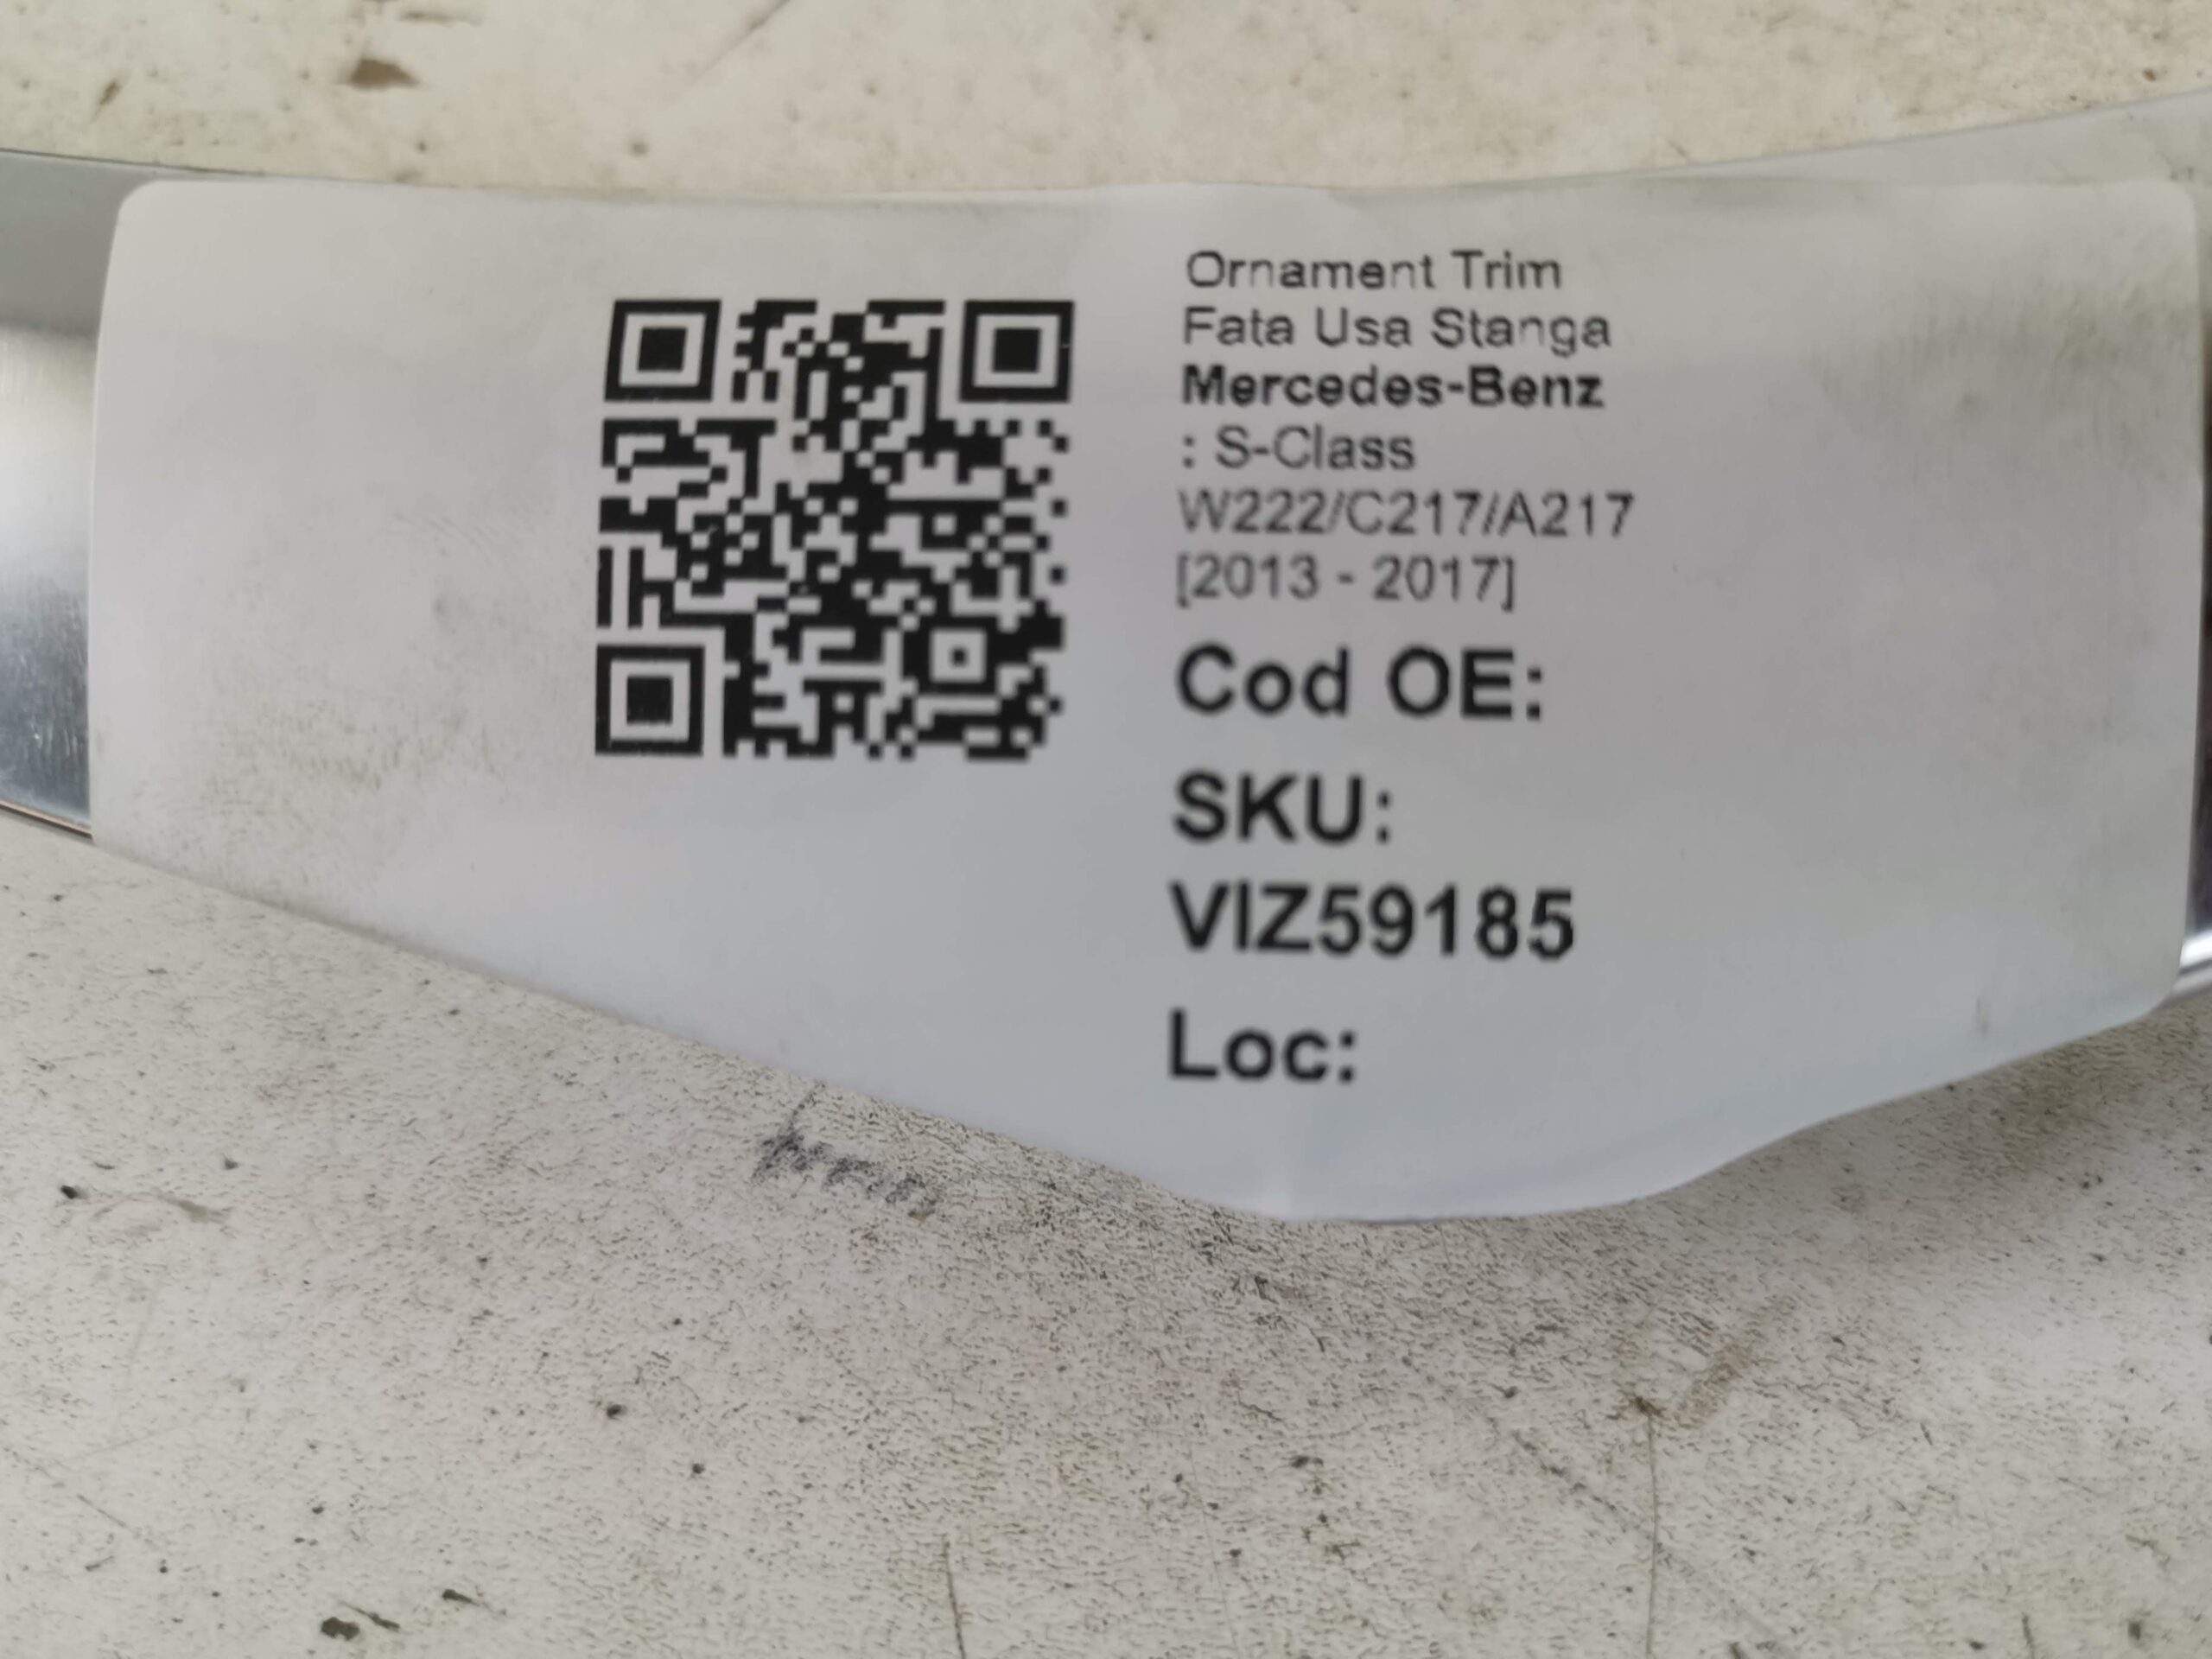 Ornament Trim
Fata Usa Stanga
Mercedes-Benz
: S-Class
W222/C217/A217
[2013 - 2017]
Cod OE:
SKU:
VIZ59185
Loc: